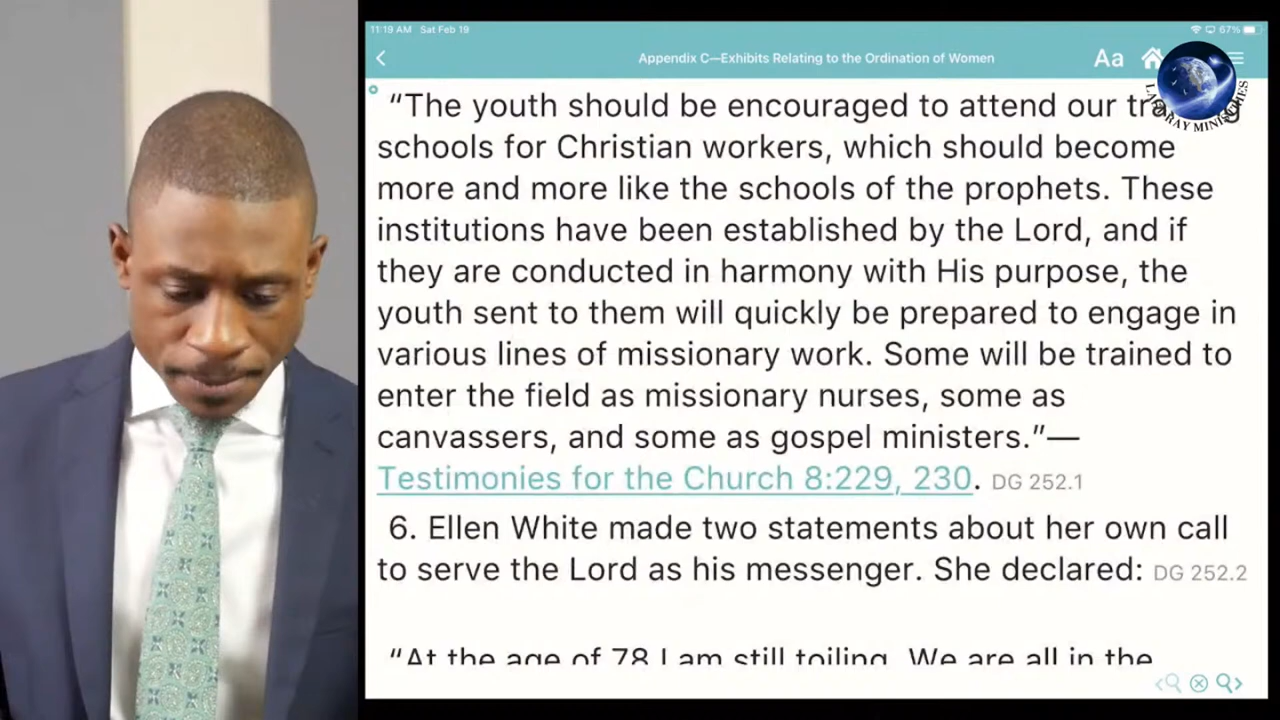 11:19 AM Sat Feb 19
67%
Appendix C—Exhibits Relating to the Ordination of Women
Aa
“The youth should be encouraged to attend our
schools for Christian workers, which should become
more and more like the schools of the prophets. These
institutions have been established by the Lord, and if
they are conducted in harmony with His purpose, the
youth sent to them will quickly be prepared to engage in
various lines of missionary work. Some will be trained to
enter the field as missionary nurses, some as
canvassers, and some as gospel ministers.”—
Testimonies for the Church 8:229, 230. DG 252.1
6. Ellen White made two statements about her own call
to serve the Lord as his messenger. She declared: DG 252.2
“At the age of 78 I am still toiling. We are all in the